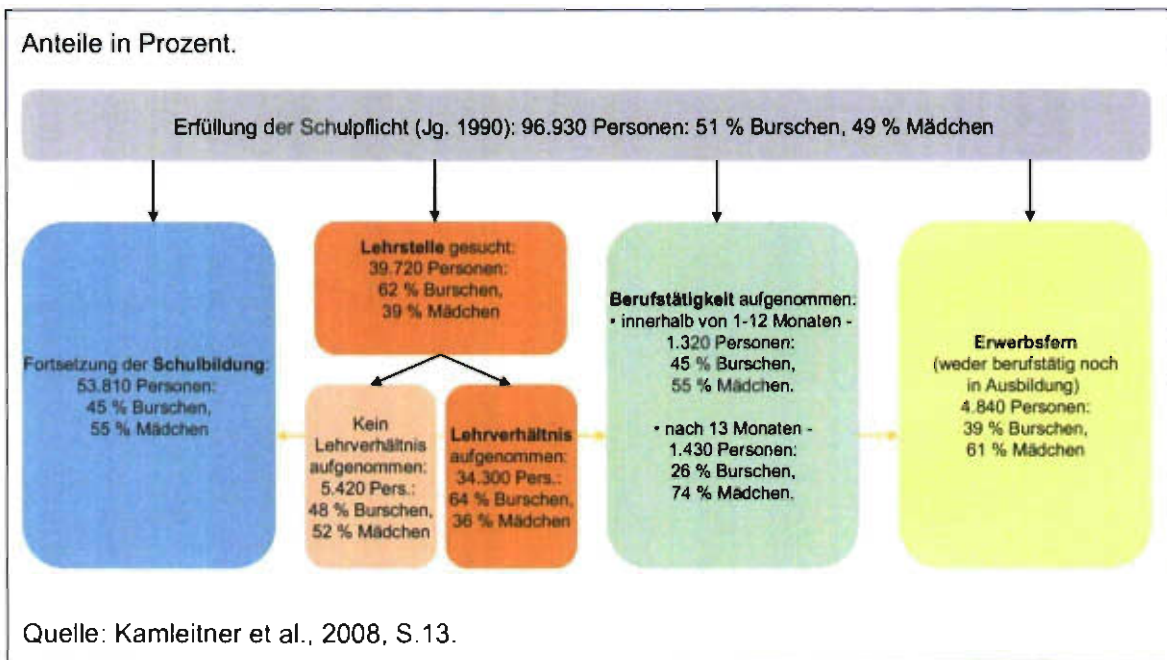 Anteile in Prozent.
Erfüllung der Schulpflicht (Jg. 1990): 96.930 Personen: 51 % Burschen, 49 % Mädchen
Fortsetzung der Schulbildung:
53.810 Personen:
45 % Burschen,
55 % Mädchen
Lehrstelle gesucht:
39.720 Personen:
62 % Burschen,
39 % Mädchen
Kein
Lehrverhältnis
aufgenommen:
5.420 Pers.:
48 % Burschen,
52 % Mädchen
Lehrverhältnis
aufgenommen:
34.300 Pers.:
64 % Burschen,
36 % Mädchen
Berufstätigkeit aufgenommen:
• innerhalb von 1-12 Monaten -
1.320 Personen:
45 % Burschen,
55 % Mädchen.
• nach 13 Monaten -
1.430 Personen:
26 % Burschen,
74 % Mädchen.
Erwerbsfern
(weder berufstätig noch
in Ausbildung)
4.840 Personen:
39 % Burschen,
61 % Mädchen
Quelle: Kamleitner et al., 2008, S.13.